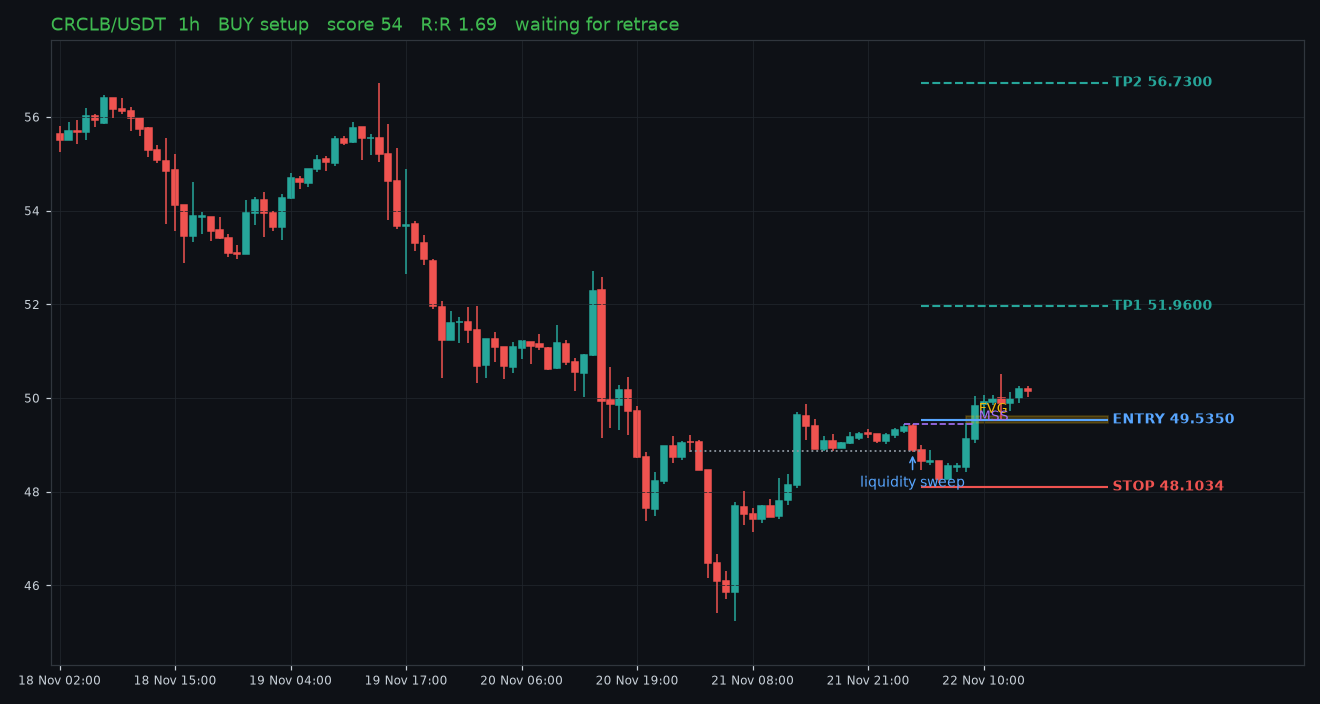 CRCLB/USDT 1h BUY setup score 54 R:R 1.69 waiting for retrace
TP2 56.7300
56
54
52
TP1 51.9600
50
FVG
MSS
ENTRY 49.5350
liquidity sweep
STOP 48.1034
48
46
18 Nov 02:00
18 Nov 15:00
19 Nov 04:00
19 Nov 17:00
20 Nov 06:00
20 Nov 19:00
21 Nov 08:00
21 Nov 21:00
22 Nov 10:00